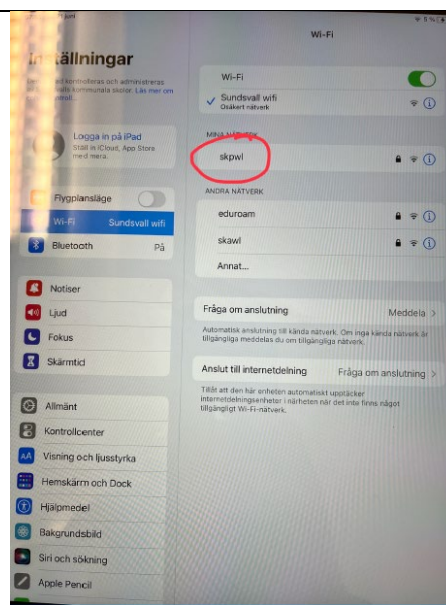 juni
5 %
Inställningar
kontrolleras och administreras
kommunala skolor. Läs mer om
Logga in på iPad
Ställ in iCloud, App Store
med mera.
Flygplansläge
Wi-Fi Sundsvall wifi
Bluetooth På
Notiser
Ljud
Fokus
Skärmtid
Allmänt
Kontrollcenter
Visning och ljusstyrka
Hemskärm och Dock
Hjälpmedel
Bakgrundsbild
Siri och sökning
Apple Pencil
Wi-Fi
Wi-Fi
Sundsvall wifi
Osäkert nätverk
MINA NÄTVERK
skpwl
ANDRA NÄTVERK
eduroam
skawl
Annat...
Fråga om anslutning Meddela
Automatisk anslutning till kända nätverk. Om inga kända nätverk är
tillgängliga meddelas du om tillgängliga nätverk.
Anslut till internetdelning Fråga om anslutning
Tillåt att den här enheten automatiskt upptäcker
internetdelningsenheter i närheten när det inte finns något
tillgängligt Wi-Fi-nätverk.